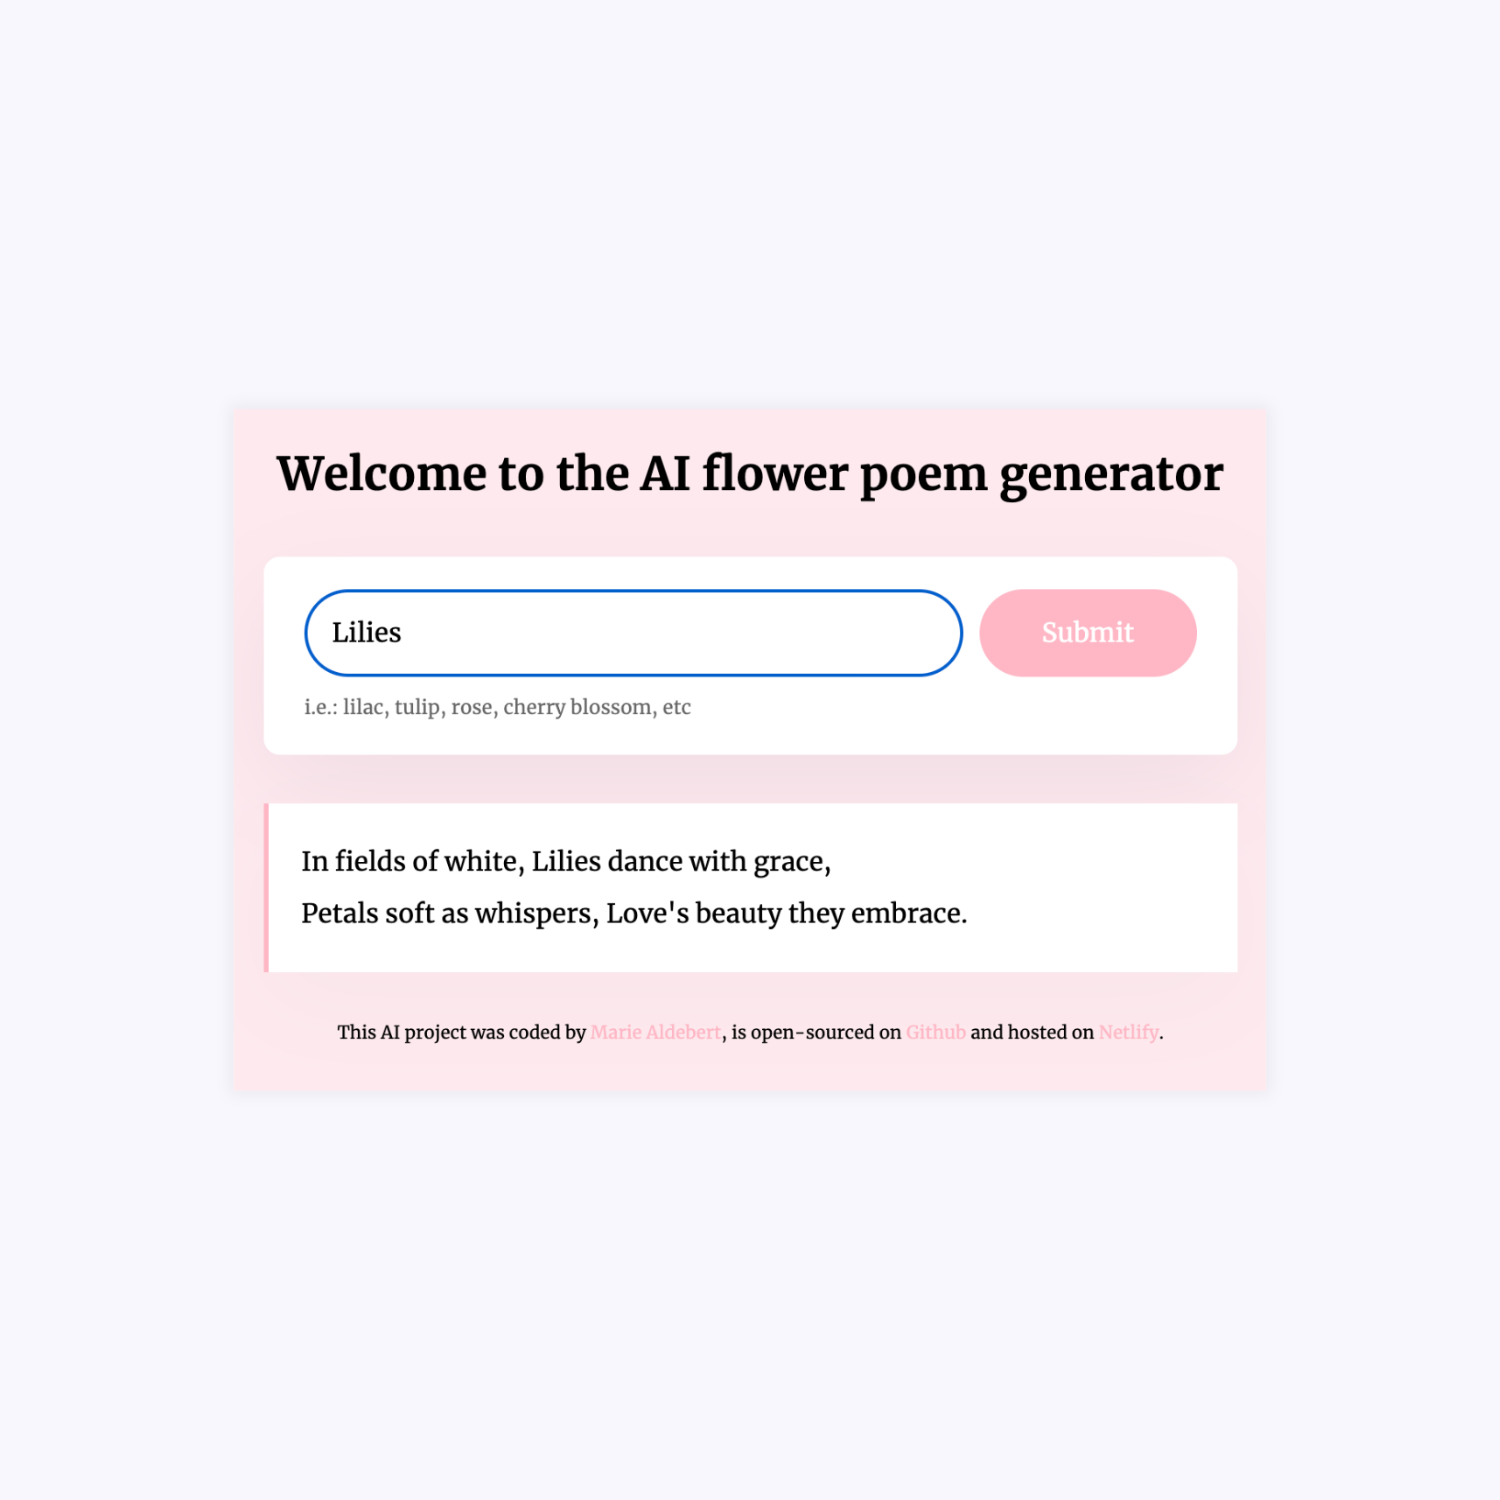 Welcome to the AI flower poem generator
Lilies
Submit
i.e.: lilac, tulip, rose, cherry blossom, etc
In fields of white, Lilies dance with grace,
Petals soft as whispers, Love's beauty they embrace.
This AI project was coded by Marie Aldebert, is open-sourced on Github and hosted on Netlify.